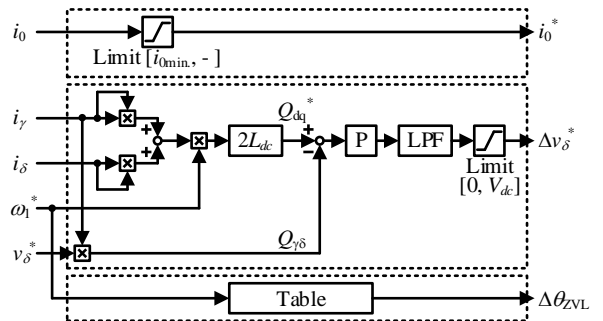 i₀
Limit [i₀min., - ]
i₀*
iγ
iδ
ω₁*
vδ*
×
×
+
+
×
2Ldc
Qdq*
+
−
P
LPF
Limit
[0, Vdc]
Δvδ*
×
Qγδ
Table
ΔθZVL